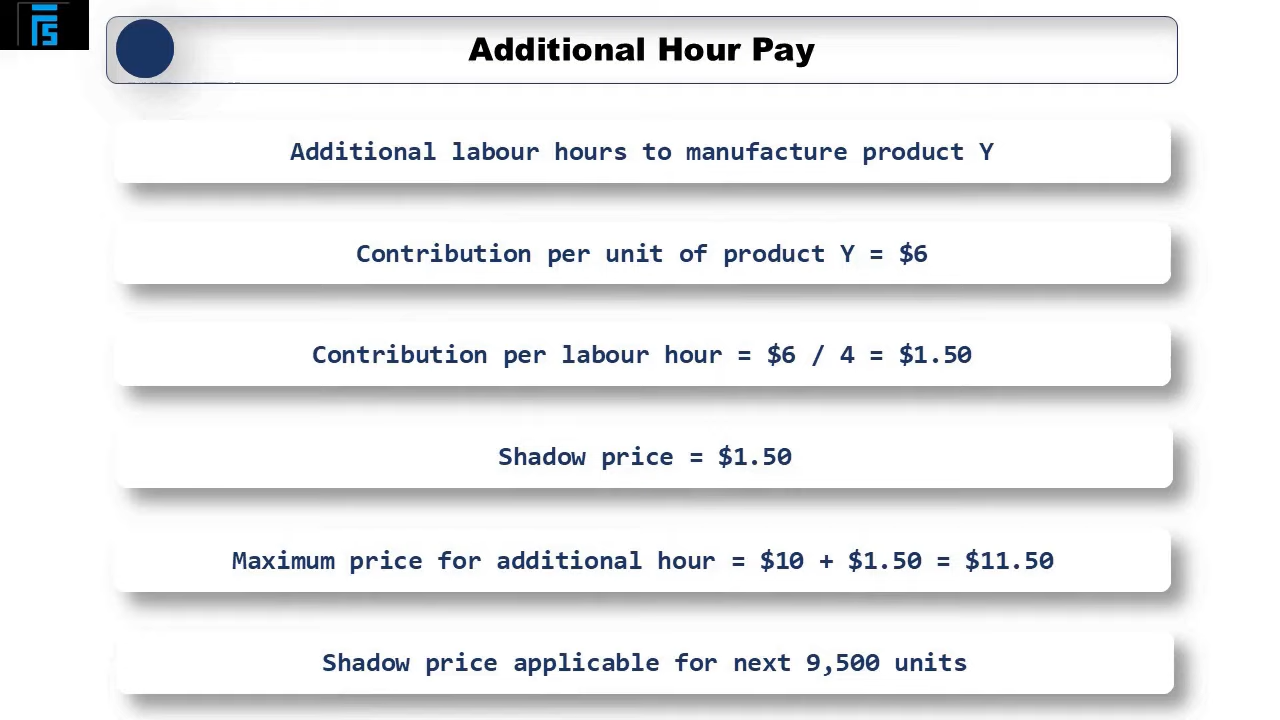 Additional Hour Pay
Additional labour hours to manufacture product Y
Contribution per unit of product Y = $6
Contribution per labour hour = $6 / 4 = $1.50
Shadow price = $1.50
Maximum price for additional hour = $10 + $1.50 = $11.50
Shadow price applicable for next 9,500 units